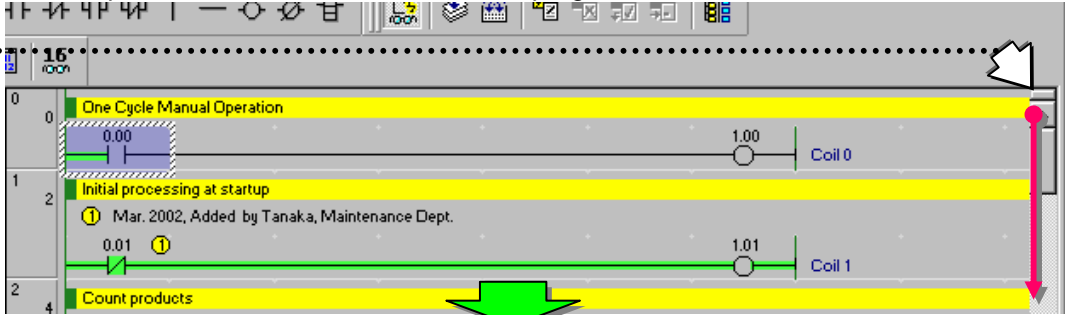 16
0 0 One Cycle Manual Operation
0.00 1.00
Coil 0
1 2 Initial processing at startup
1 Mar. 2002, Added by Tanaka, Maintenance Dept.
0.01 1 1.01
Coil 1
2 4 Count products